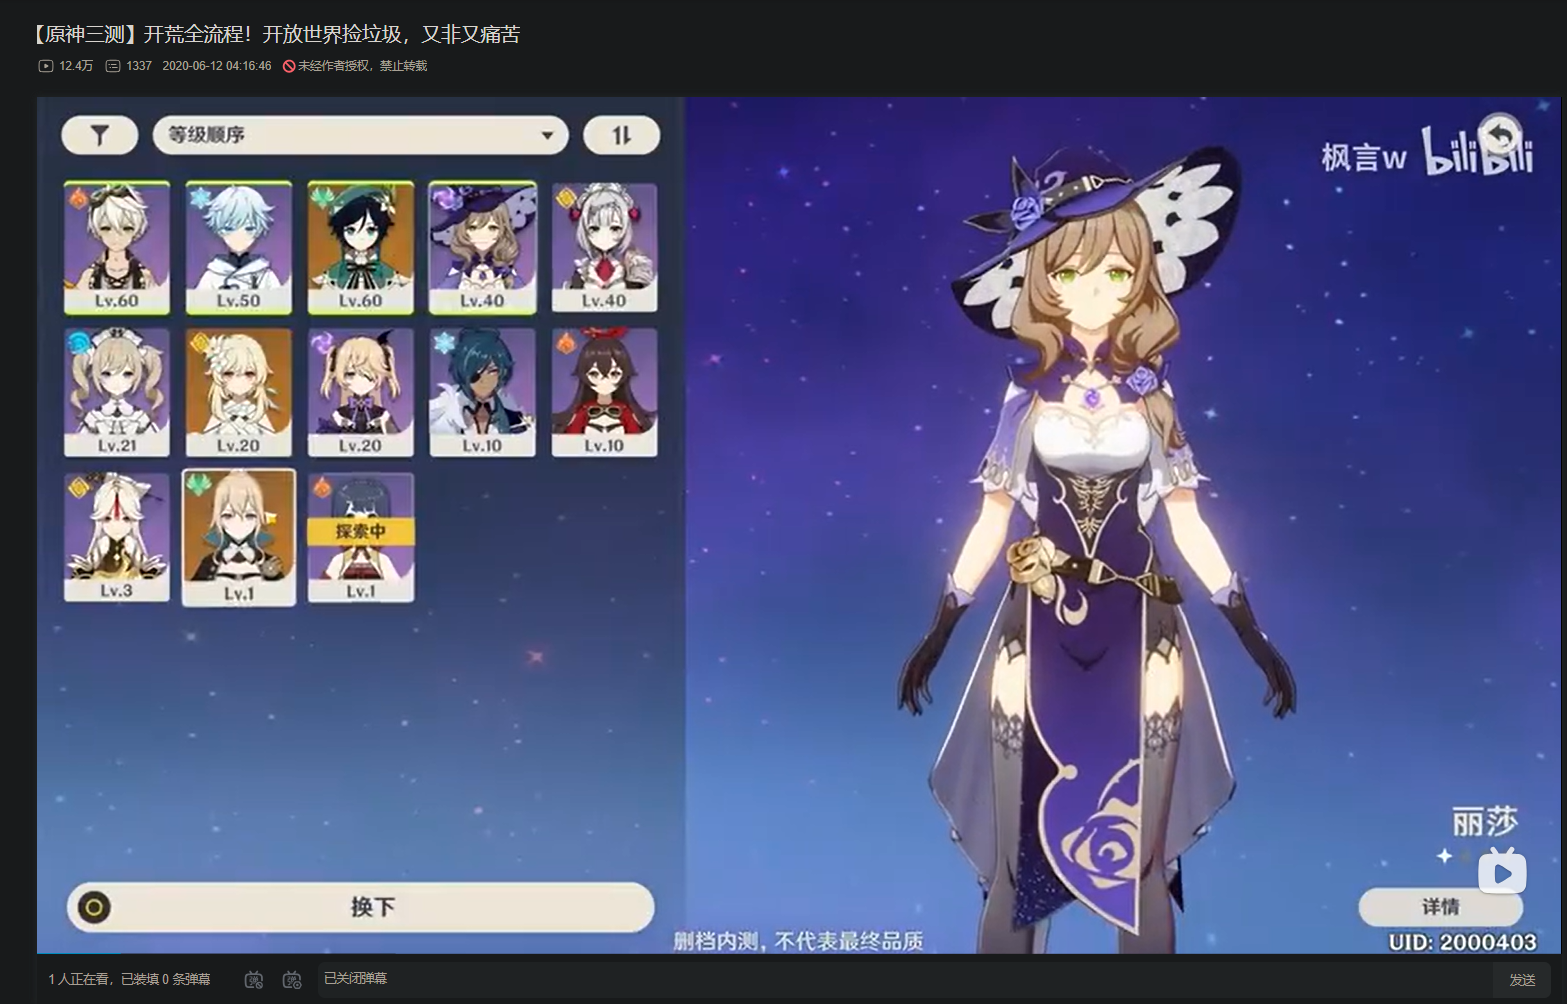 【原神三测】开荒全流程！开放世界捡垃圾，又非又痛苦
12.4万 1337 2020-06-12 04:16:46 未经作者授权，禁止转载
等级顺序
枫言w bilibili
Lv.60 Lv.50 Lv.60 Lv.40 Lv.40
Lv.21 Lv.20 Lv.20 Lv.10 Lv.10
探索中
Lv.3 Lv.1 Lv.1
丽莎
换下
详情
删档内测，不代表最终品质
UID: 2000403
1 人正在看，已装填 0 条弹幕 已关闭弹幕 发送